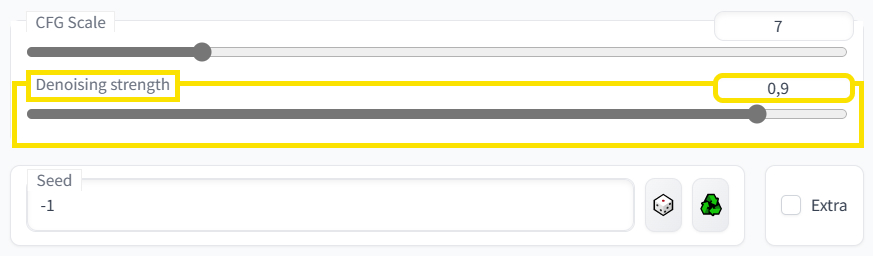 CFG Scale
7
Denoising strength
0,9
Seed
-1
Extra